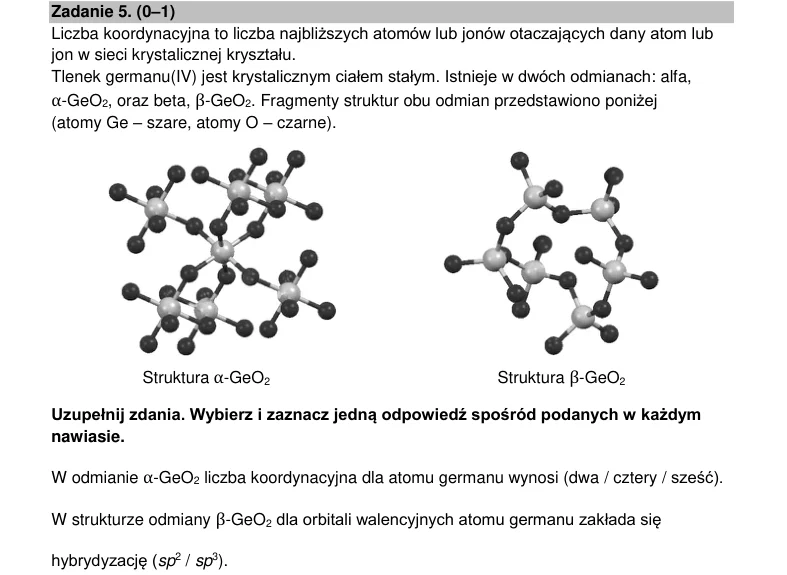 Zadanie 5. (0–1)
Liczba koordynacyjna to liczba najbliższych atomów lub jonów otaczających dany atom lub
jon w sieci krystalicznej kryształu.
Tlenek germanu(IV) jest krystalicznym ciałem stałym. Istnieje w dwóch odmianach: alfa,
α-GeO₂, oraz beta, β-GeO₂. Fragmenty struktur obu odmian przedstawiono poniżej
(atomy Ge – szare, atomy O – czarne).
Struktura α-GeO₂
Struktura β-GeO₂
Uzupełnij zdania. Wybierz i zaznacz jedną odpowiedź spośród podanych w każdym
nawiasie.
W odmianie α-GeO₂ liczba koordynacyjna dla atomu germanu wynosi (dwa / cztery / sześć).
W strukturze odmiany β-GeO₂ dla orbitali walencyjnych atomu germanu zakłada się
hybrydyzację (sp² / sp³).